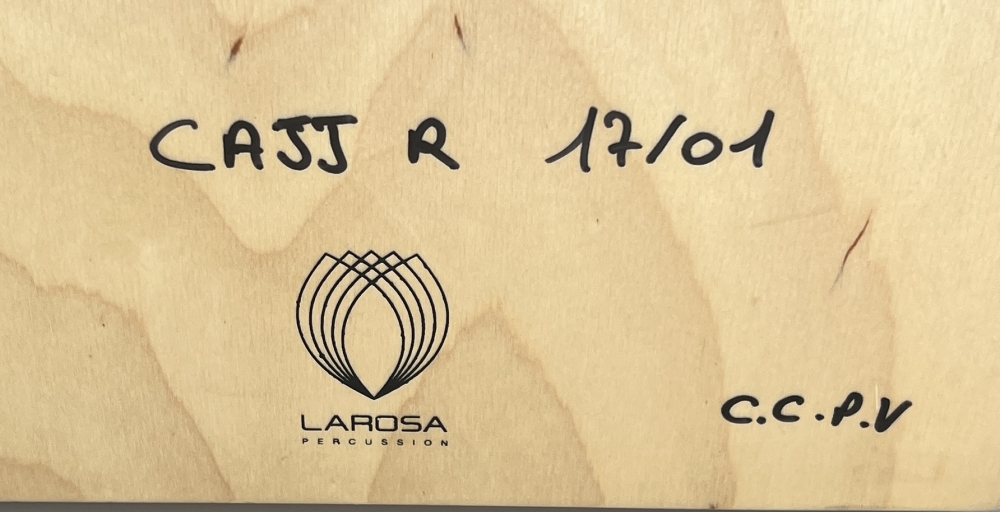 CAJJ R 17/01
LAROSA
PERCUSSION
C.C.P.V